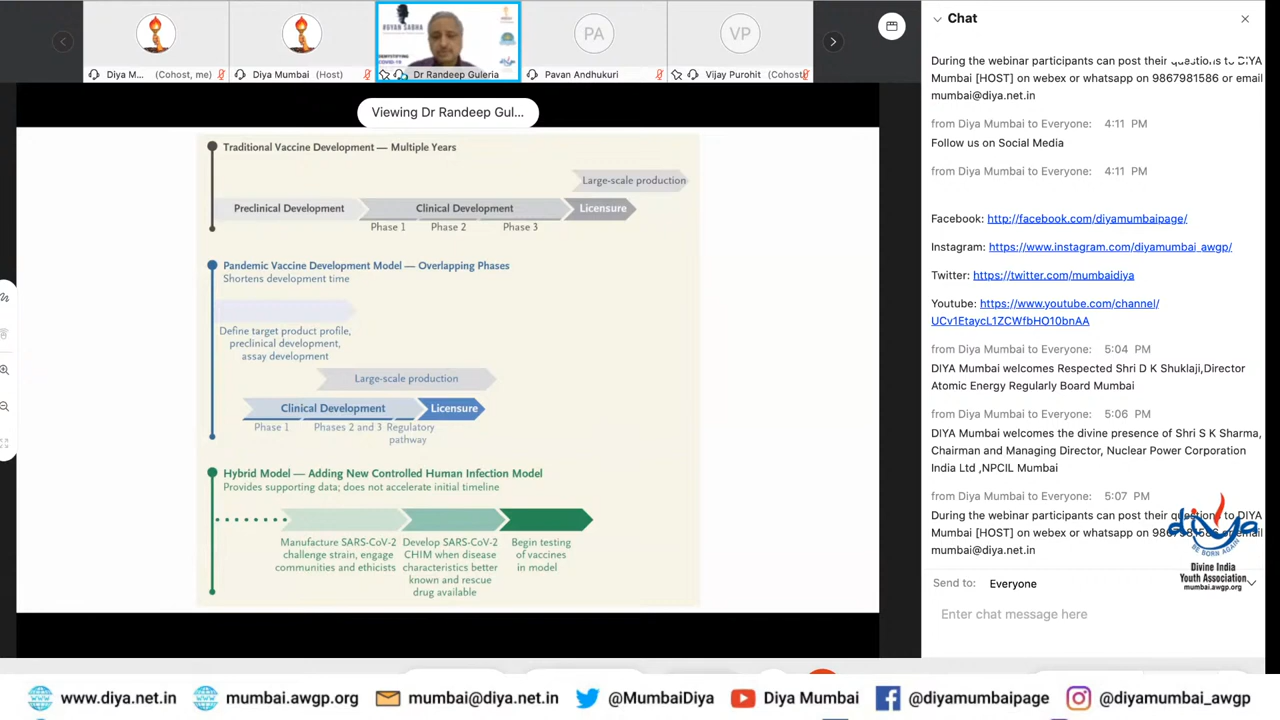 Diya M... (Cohost, me)
Diya Mumbai (Host)
DEMYSTIFYING
COVID-19
Dr Randeep Guleria
PA
Pavan Andhukuri
VP
Vijay Purohit (Cohost)
Viewing Dr Randeep Gul...
Traditional Vaccine Development — Multiple Years
Large-scale production
Preclinical Development
Clinical Development
Licensure
Phase 1
Phase 2
Phase 3
Pandemic Vaccine Development Model — Overlapping Phases
Shortens development time
Define target product profile,
preclinical development,
assay development
Large-scale production
Clinical Development
Licensure
Phase 1
Phases 2 and 3
Regulatory
pathway
Hybrid Model — Adding New Controlled Human Infection Model
Provides supporting data; does not accelerate initial timeline
Manufacture SARS-CoV-2
challenge strain, engage
communities and ethicists
Develop SARS-CoV-2
CHIM when disease
characteristics better
known and rescue
drug available
Begin testing
of vaccines
in model
Chat
During the webinar participants can post their questions to DIYA
Mumbai [HOST] on webex or whatsapp on 9867981586 or email
mumbai@diya.net.in
from Diya Mumbai to Everyone: 4:11 PM
Follow us on Social Media
from Diya Mumbai to Everyone: 4:11 PM
Facebook: http://facebook.com/diyamumbaipage/
Instagram: https://www.instagram.com/diyamumbai_awgp/
Twitter: https://twitter.com/mumbaidiya
Youtube: https://www.youtube.com/channel/
UCv1EtaycL1ZCWfbHO10bnAA
from Diya Mumbai to Everyone: 5:04 PM
DIYA Mumbai welcomes Respected Shri D K Shuklaji,Director
Atomic Energy Regularly Board Mumbai
from Diya Mumbai to Everyone: 5:06 PM
DIYA Mumbai welcomes the divine presence of Shri S K Sharma,
Chairman and Managing Director, Nuclear Power Corporation
India Ltd ,NPCIL Mumbai
from Diya Mumbai to Everyone: 5:07 PM
During the webinar participants can post their questions to DIYA
Mumbai [HOST] on webex or whatsapp on 9867981586 or email
mumbai@diya.net.in
diya
BE BORN AGAIN
Divine India
Youth Association
mumbai.awgp.org
Send to: Everyone
Enter chat message here
www.diya.net.in
mumbai.awgp.org
mumbai@diya.net.in
@MumbaiDiya
Diya Mumbai
@diyamumbaipage
@diyamumbai_awgp